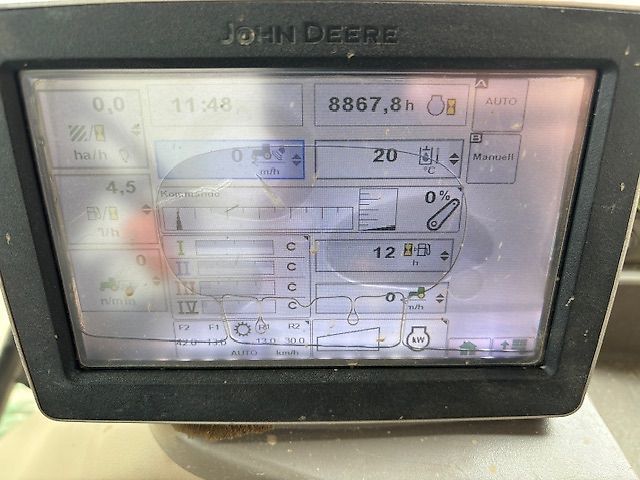 JOHN DEERE
0,0
ha/h
11:48
8867,8 h
A
AUTO
0
m/h
20
°C
B
Manuell
4,5
l/h
Kommando
0%
0
n/min
I C
II C
III C
IV C
12
h
0
m/h
F2 F1 R1 R2
13.0 30.0
AUTO km/h
kW